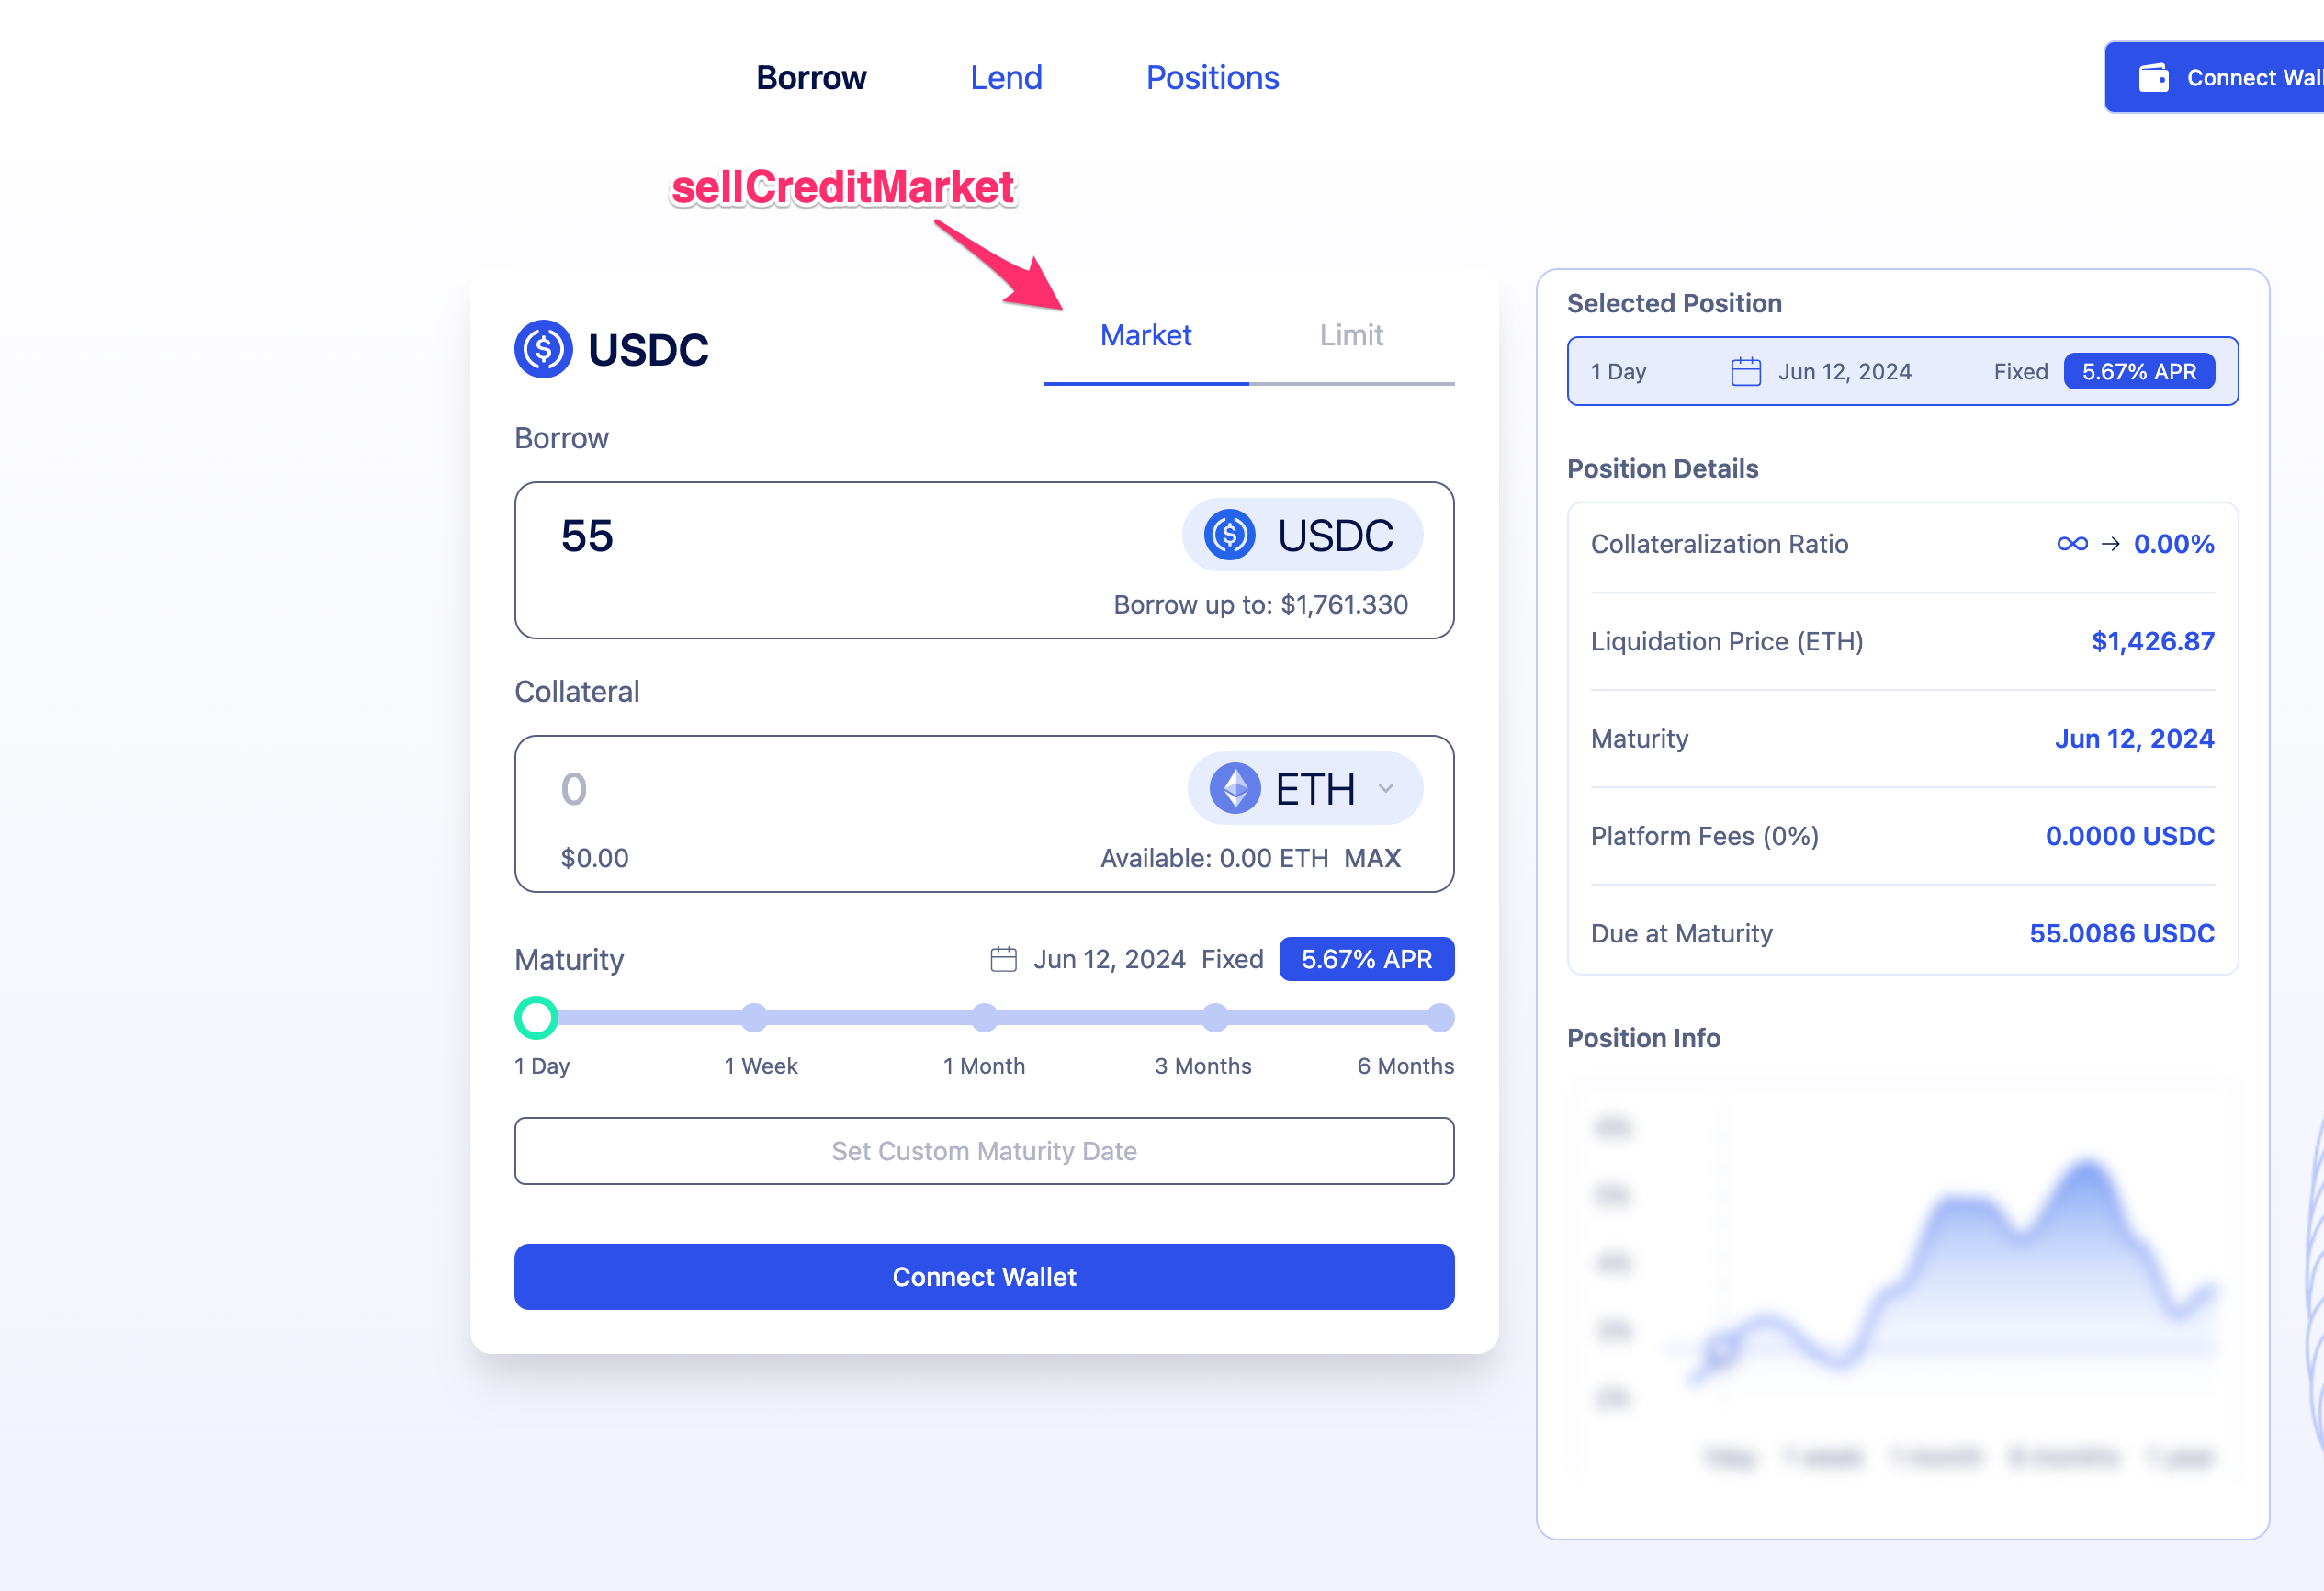 Borrow
Lend
Positions
Connect
sellCreditMarket
USDC
Market
Limit
Borrow
55
USDC
Borrow up to: $1,761.330
Collateral
0
ETH
$0.00
Available: 0.00 ETH MAX
Maturity
Jun 12, 2024 Fixed 5.67% APR
1 Day
1 Week
1 Month
3 Months
6 Months
Set Custom Maturity Date
Connect Wallet
Selected Position
1 Day
Jun 12, 2024
Fixed 5.67% APR
Position Details
Collateralization Ratio ∞ → 0.00%
Liquidation Price (ETH) $1,426.87
Maturity Jun 12, 2024
Platform Fees (0%) 0.0000 USDC
Due at Maturity 55.0086 USDC
Position Info